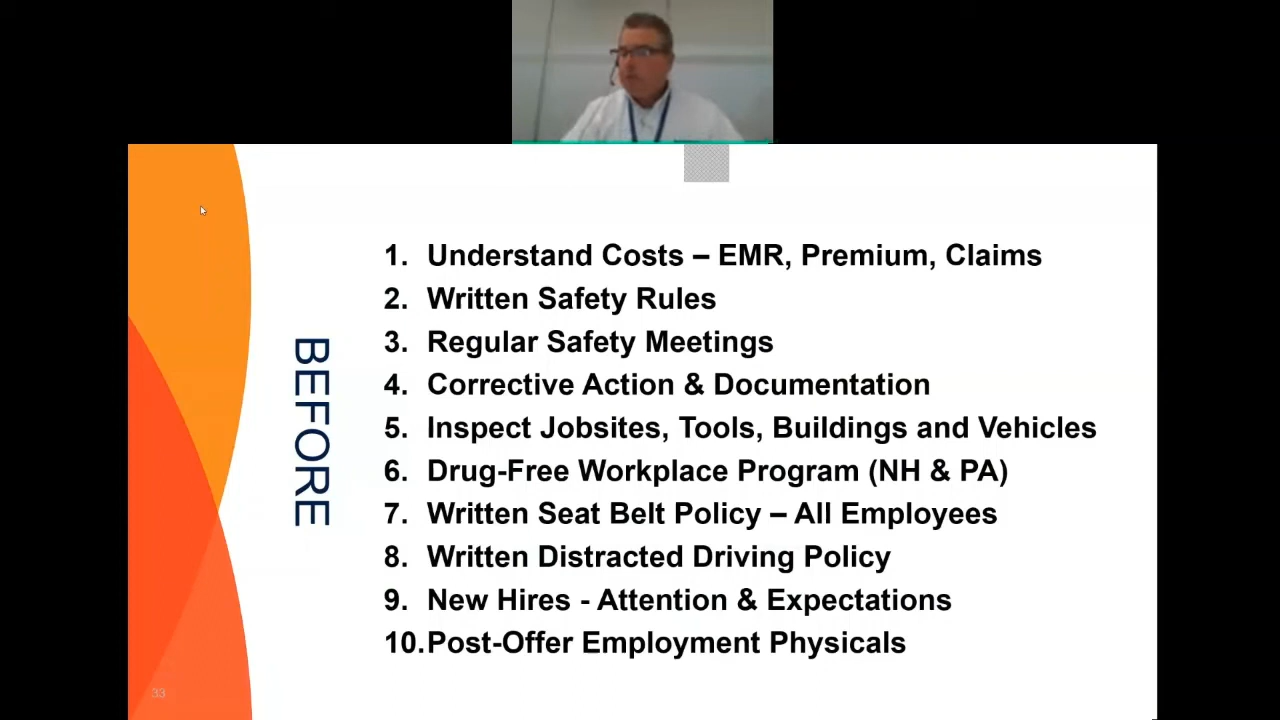 BEFORE
1. Understand Costs – EMR, Premium, Claims
2. Written Safety Rules
3. Regular Safety Meetings
4. Corrective Action & Documentation
5. Inspect Jobsites, Tools, Buildings and Vehicles
6. Drug-Free Workplace Program (NH & PA)
7. Written Seat Belt Policy – All Employees
8. Written Distracted Driving Policy
9. New Hires - Attention & Expectations
10. Post-Offer Employment Physicals
33